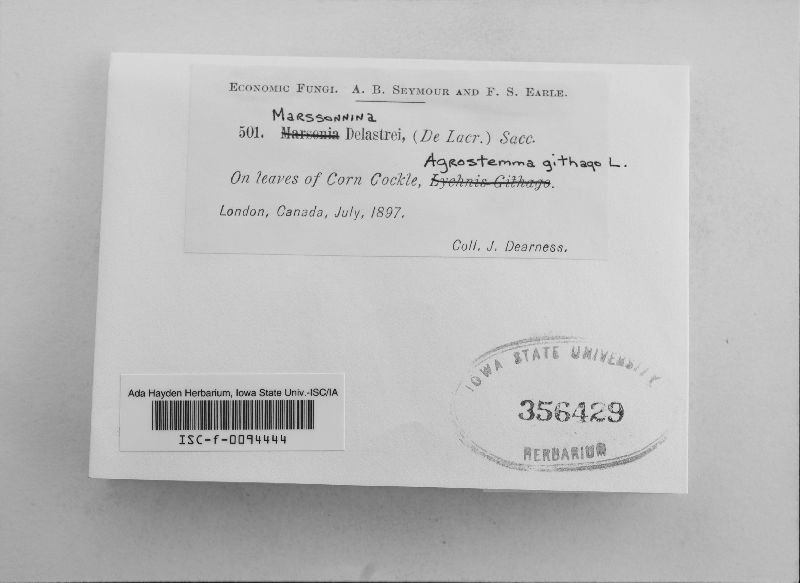 Economic Fungi. A. B. Seymour and F. S. Earle.
Marssonnina
501. Marsonia Delastrei, (De Lacr.) Sacc.
Agrostemma githago L.
On leaves of Corn Cockle, Lychnis Githago.
London, Canada, July, 1897.
Coll. J. Dearness.
Ada Hayden Herbarium, Iowa State Univ.-ISC/IA
ISC-f-0094444
IOWA STATE UNIVERSITY
356429
HERBARIUM